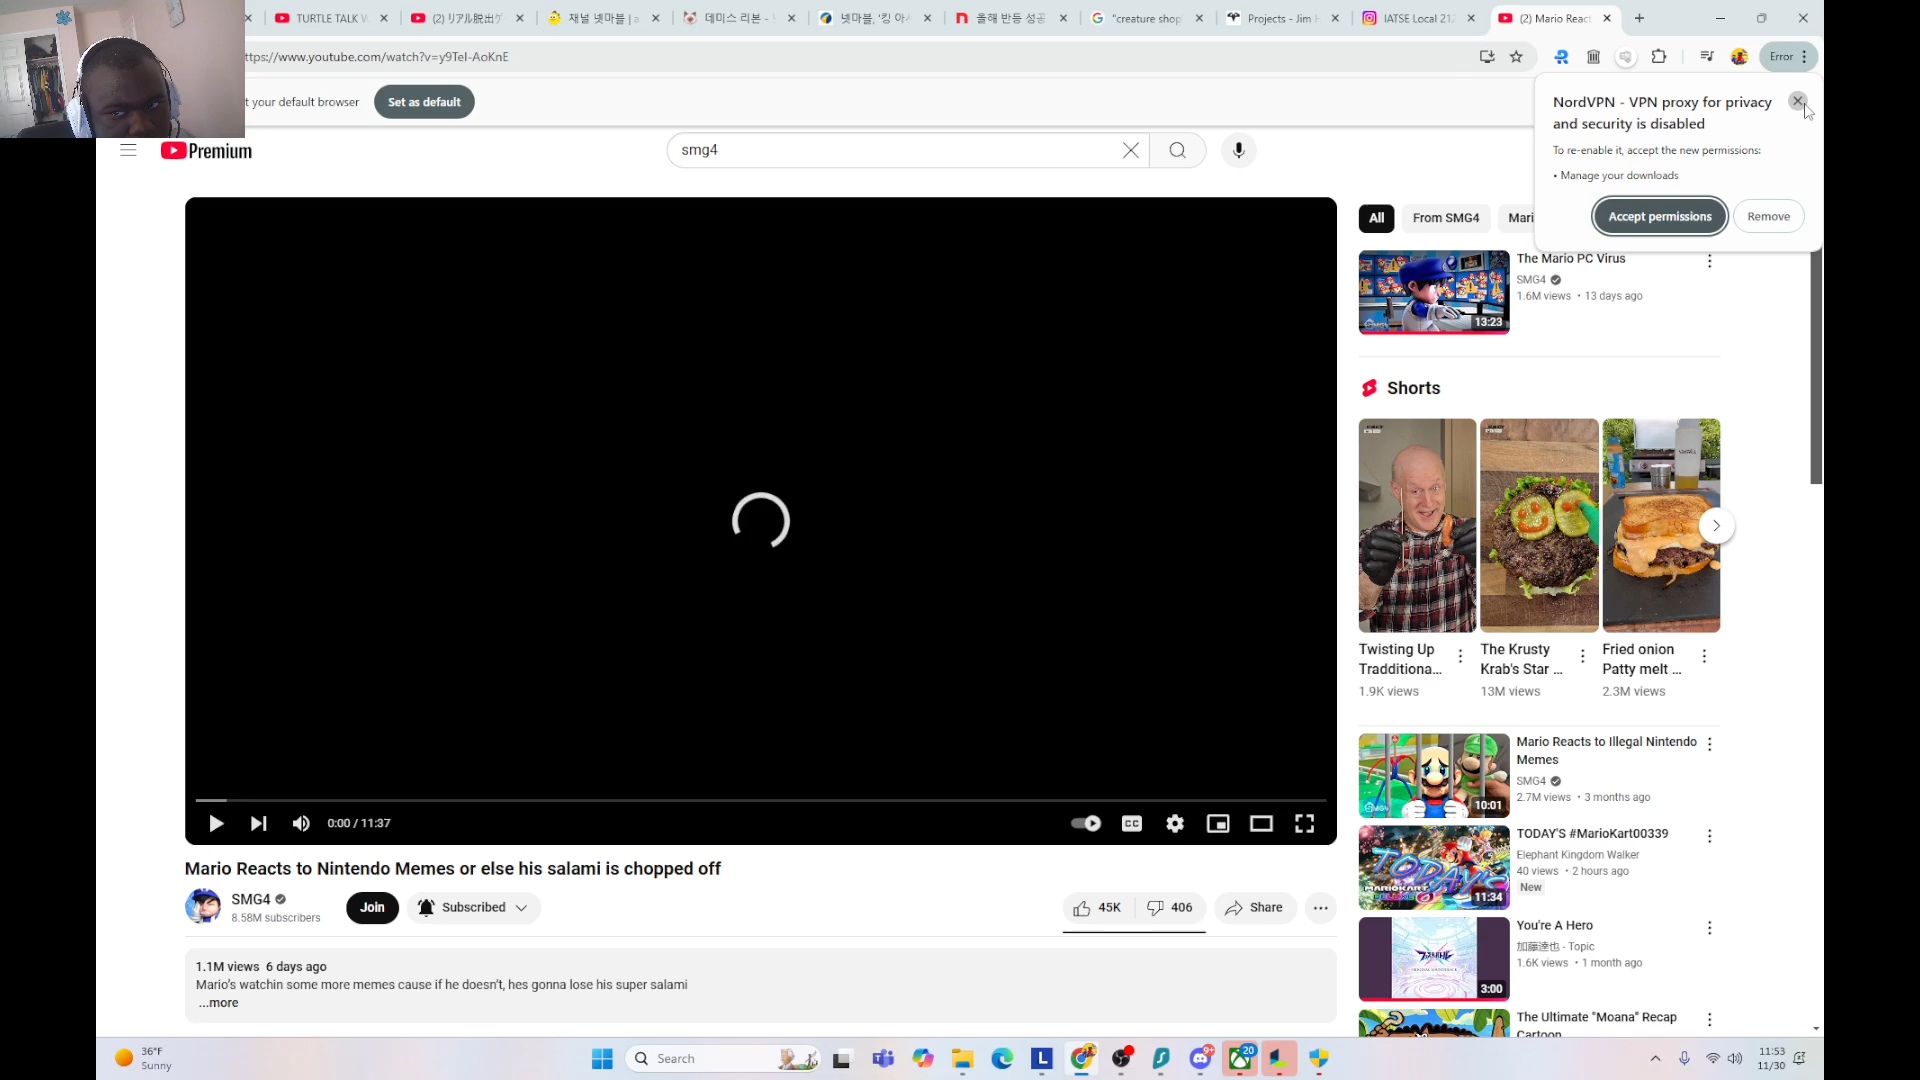 TURTLE TALK W
(2) リアル脱出ゲ
채널 넷마블 | a
데미스 리본 -
넷마블, '킹 아
올해 반등 성공
"creature shop
Projects - Jim H
IATSE Local 21
(2) Mario React
ttps://www.youtube.com/watch?v=y9TeI-AoKnE
Error
t your default browser
Set as default
NordVPN - VPN proxy for privacy
and security is disabled
To re-enable it, accept the new permissions:
• Manage your downloads
Accept permissions
Remove
Premium
smg4
All
From SMG4
Mari
The Mario PC Virus
SMG4
1.6M views • 13 days ago
13:23
Shorts
Twisting Up
Tradditiona...
1.9K views
The Krusty
Krab's Star ...
13M views
Fried onion
Patty melt ...
2.3M views
0:00 / 11:37
CC
Mario Reacts to Nintendo Memes or else his salami is chopped off
SMG4
8.58M subscribers
Join
Subscribed
45K
406
Share
1.1M views 6 days ago
Mario's watchin some more memes cause if he doesn't, hes gonna lose his super salami
...more
Mario Reacts to Illegal Nintendo
Memes
SMG4
2.7M views • 3 months ago
10:01
TODAY'S #MarioKart00339
Elephant Kingdom Walker
40 views • 2 hours ago
New
TODAY'S
11:34
You're A Hero
加藤達也 - Topic
1.6K views • 1 month ago
3:00
The Ultimate "Moana" Recap
Cartoon
36°F
Sunny
Search
9+
20
11:53
11/30